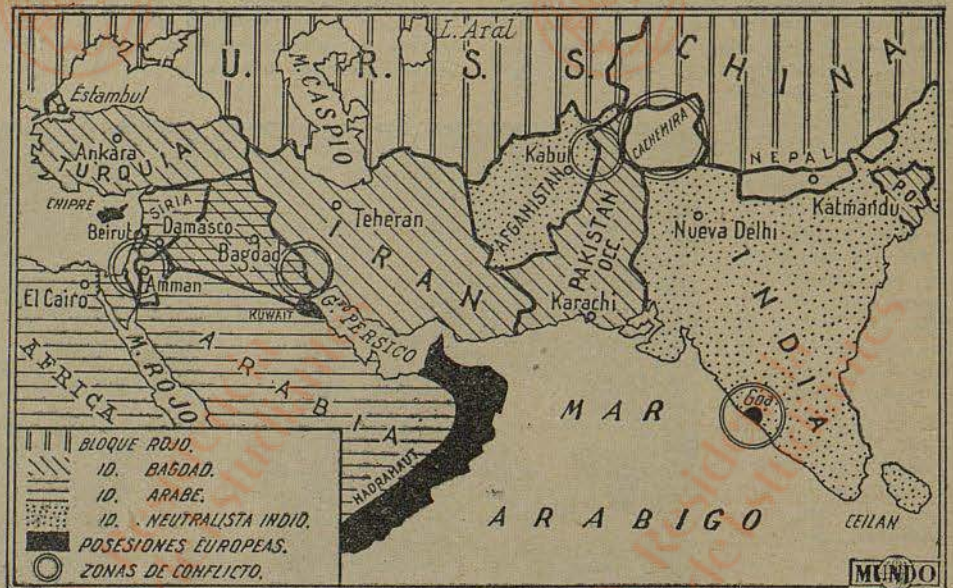 L. Aral
U. R. S. S.
CHINA
M. CASPIO
Estambul
Ankara
TURQUIA
CACHEMIRA
Kabul
NEPAL
CHIPRE
SIRIA
Teheran
AFGANISTAN
Nueva Delhi
Katmandu
P. OR.
Beirut
Damasco
Bagdad
IRAN
PAKISTAN
OCC.
El Cairo
Amman
KUWAIT
Gfo PERSICO
Karachi
INDIA
AFRICA
M. ROJO
ARABIA
MAR
Goa
HADRAMAUT
ARABIGO
CEILAN
BLOQUE ROJO.
ID. BAGDAD.
ID. ARABE.
ID. NEUTRALISTA INDIO.
POSESIONES EUROPEAS.
ZONAS DE CONFLICTO.
MUNDO